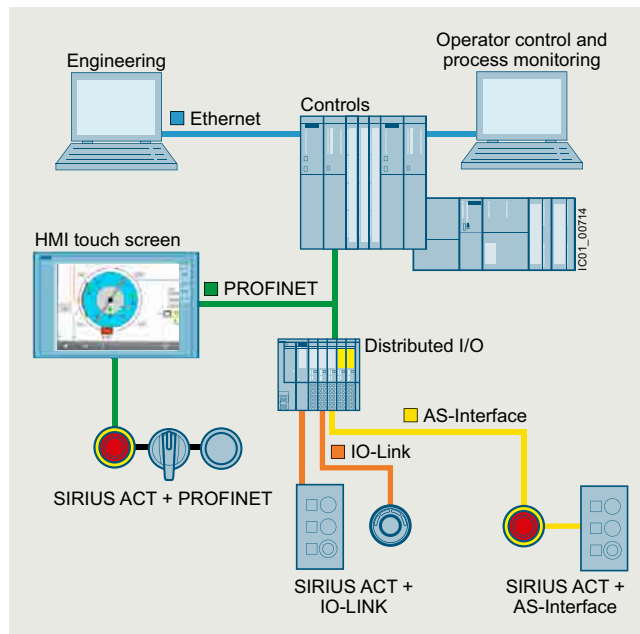 Engineering
Operator control and
process monitoring
Ethernet
Controls
IC01_00714
HMI touch screen
PROFINET
Distributed I/O
AS-Interface
IO-Link
SIRIUS ACT + PROFINET
SIRIUS ACT +
IO-LINK
SIRIUS ACT +
AS-Interface